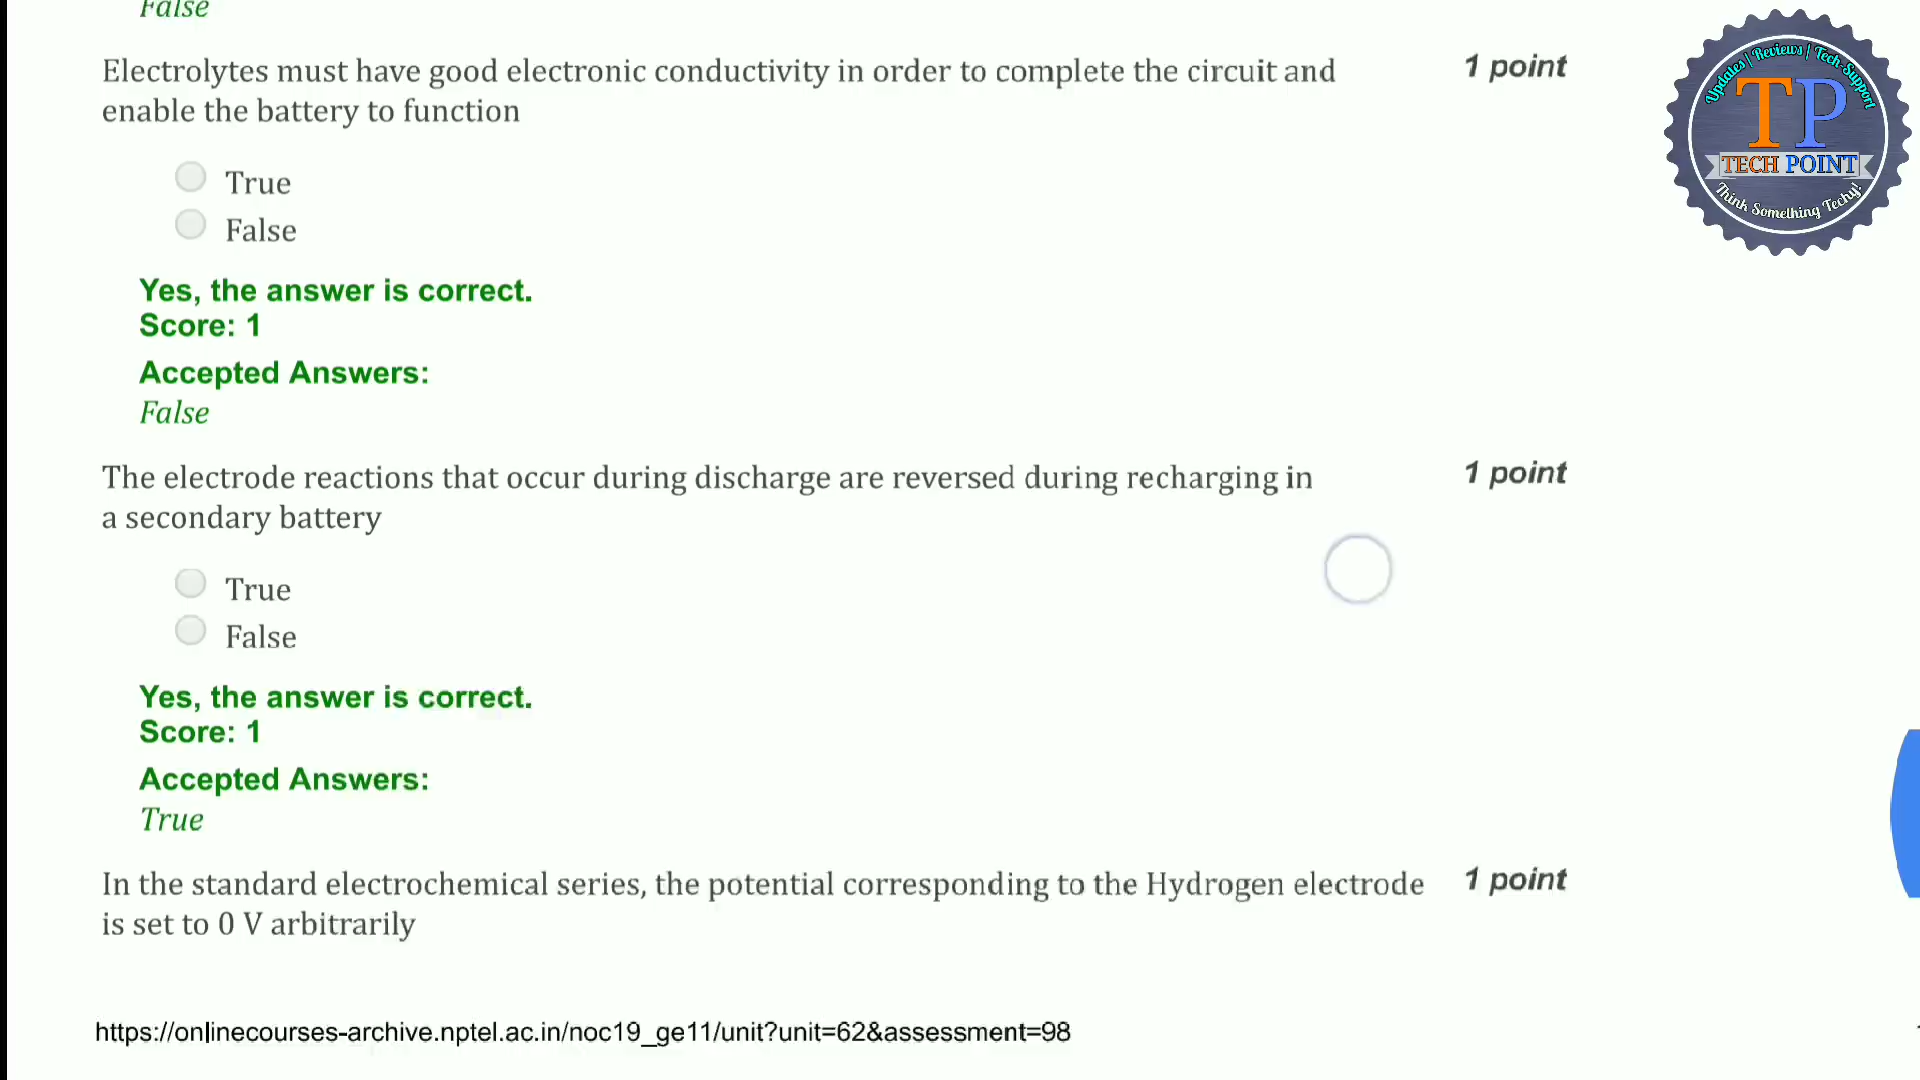 False
Electrolytes must have good electronic conductivity in order to complete the circuit and
enable the battery to function
1 point
True
False
Yes, the answer is correct.
Score: 1
Accepted Answers:
False
The electrode reactions that occur during discharge are reversed during recharging in
a secondary battery
1 point
True
False
Yes, the answer is correct.
Score: 1
Accepted Answers:
True
In the standard electrochemical series, the potential corresponding to the Hydrogen electrode
is set to 0 V arbitrarily
1 point
https://onlinecourses-archive.nptel.ac.in/noc19_ge11/unit?unit=62&assessment=98
Updates | Reviews | Tech-Support
TP
TECH POINT
Think Something Techy!